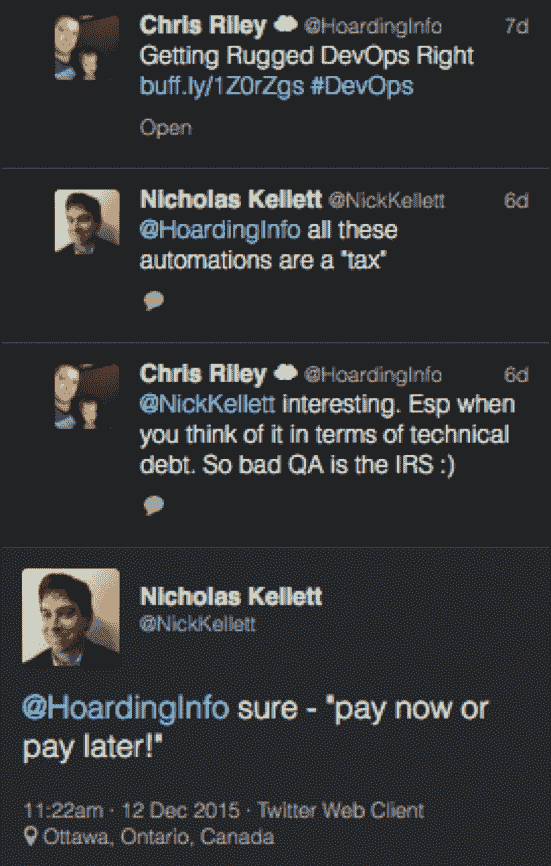 Chris Riley @HoardingInfo 7d
Getting Rugged DevOps Right
buff.ly/1Z0rZgs #DevOps
Open
Nicholas Kellett @NickKellett 6d
@HoardingInfo all these
automations are a "tax"
Chris Riley @HoardingInfo 6d
@NickKellett interesting. Esp when
you think of it in terms of technical
debt. So bad QA is the IRS :)
Nicholas Kellett
@NickKellett
@HoardingInfo sure - "pay now or
pay later!"
11:22am · 12 Dec 2015 · Twitter Web Client
Ottawa, Ontario, Canada